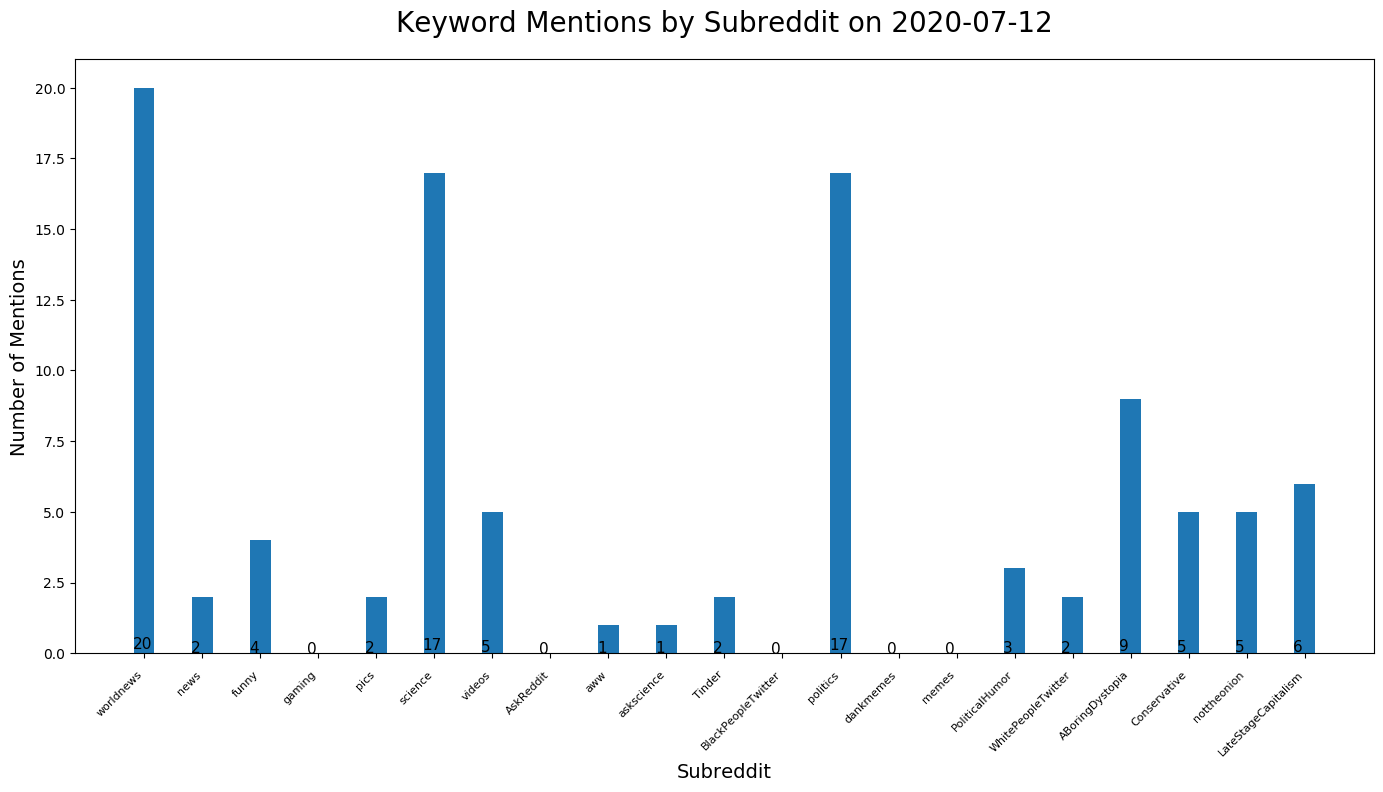 Keyword Mentions by Subreddit on 2020-07-12
Number of Mentions
20.0
17.5
15.0
12.5
10.0
7.5
5.0
2.5
0.0
20 2 4 0 2 17 5 0 1 1 2 0 17 0 0 3 2 9 5 5 6
worldnews news funny gaming pics science videos AskReddit aww askscience Tinder BlackPeopleTwitter politics dankmemes memes PoliticalHumor WhitePeopleTwitter ABoringDystopia Conservative nottheonion LateStageCapitalism
Subreddit